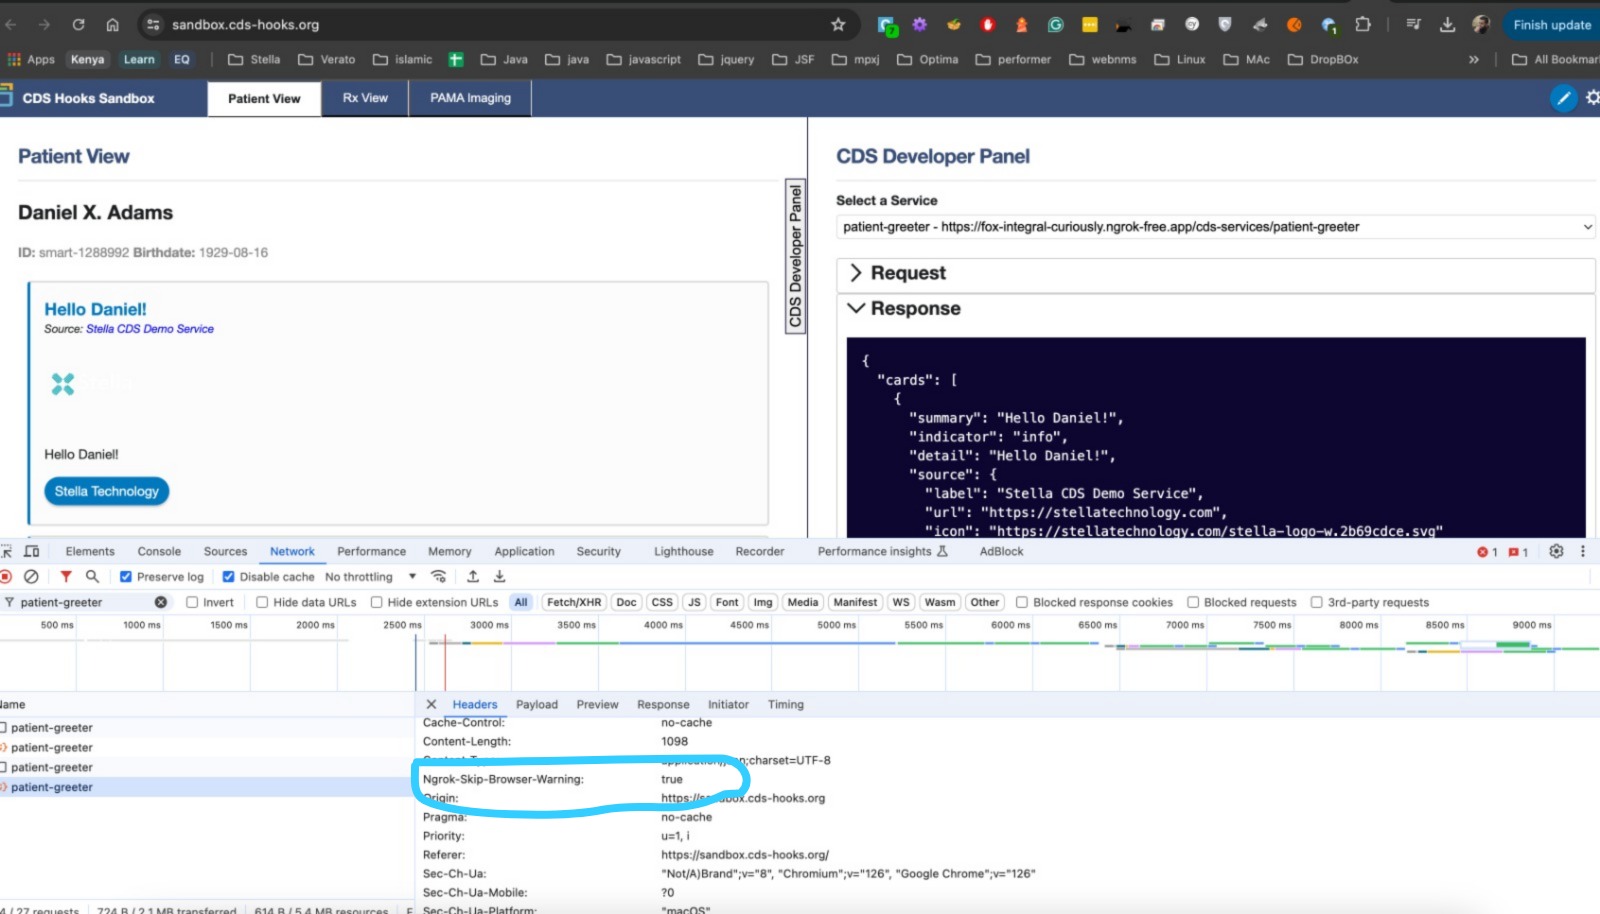 sandbox.cds-hooks.org
7
1
Finish update
Apps Kenya Learn EQ Stella Verato islamic Java java javascript jquery JSF mpxj Optima performer webnms Linux MAc DropBOx » All Bookmar
CDS Hooks Sandbox Patient View Rx View PAMA Imaging
Patient View
Daniel X. Adams
ID: smart-1288992 Birthdate: 1929-08-16
Hello Daniel!
Source: Stella CDS Demo Service
Hello Daniel!
Stella Technology
CDS Developer Panel
CDS Developer Panel
Select a Service
patient-greeter - https://fox-integral-curiously.ngrok-free.app/cds-services/patient-greeter
Request
Response
{
"cards": [
{
"summary": "Hello Daniel!",
"indicator": "info",
"detail": "Hello Daniel!",
"source": {
"label": "Stella CDS Demo Service",
"url": "https://stellatechnology.com",
"icon": "https://stellatechnology.com/stella-logo-w.2b69cdce.svg"
Elements Console Sources Network Performance Memory Application Security Lighthouse Recorder Performance insights AdBlock 1 1
Preserve log Disable cache No throttling
patient-greeter Invert Hide data URLs Hide extension URLs All Fetch/XHR Doc CSS JS Font Img Media Manifest WS Wasm Other Blocked response cookies Blocked requests 3rd-party requests
500 ms 1000 ms 1500 ms 2000 ms 2500 ms 3000 ms 3500 ms 4000 ms 4500 ms 5000 ms 5500 ms 6000 ms 6500 ms 7000 ms 7500 ms 8000 ms 8500 ms 9000 ms
ame Headers Payload Preview Response Initiator Timing
patient-greeter
patient-greeter
patient-greeter
patient-greeter
Cache-Control: no-cache
Content-Length: 1098
;charset=UTF-8
Ngrok-Skip-Browser-Warning: true
Origin: https://sandbox.cds-hooks.org
Pragma: no-cache
Priority: u=1, i
Referer: https://sandbox.cds-hooks.org/
Sec-Ch-Ua: "Not/A)Brand";v="8", "Chromium";v="126", "Google Chrome";v="126"
Sec-Ch-Ua-Mobile: ?0
Sec-Ch-Ua-Platform: "macOS"
4 / 27 requests 724 B / 2.1 MB transferred 614 B / 5.4 MB resources F